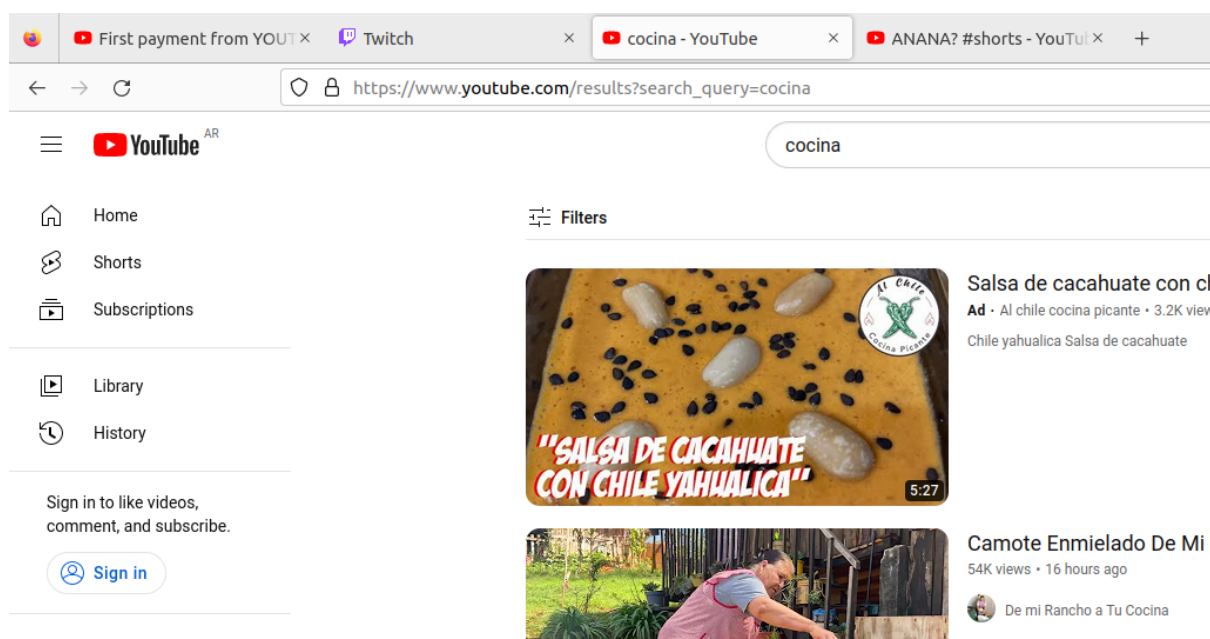 First payment from YOUT
Twitch
cocina - YouTube
ANANA? #shorts - YouTub
https://www.youtube.com/results?search_query=cocina
YouTube AR
cocina
Home
Shorts
Subscriptions
Library
History
Sign in to like videos,
comment, and subscribe.
Sign in
Filters
Al Chile
Cocina Picante
"SALSA DE CACAHUATE
CON CHILE YAHUALICA"
5:27
Salsa de cacahuate con cl
Ad · Al chile cocina picante • 3.2K view
Chile yahualica Salsa de cacahuate
Camote Enmielado De Mi
54K views • 16 hours ago
De mi Rancho a Tu Cocina